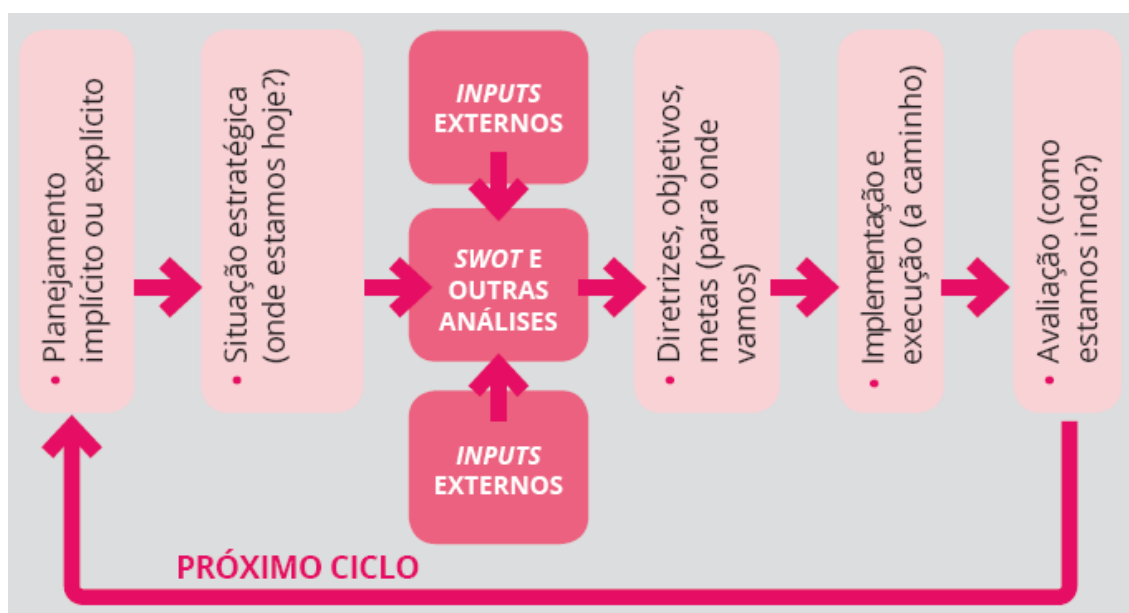 • Planejamento
implícito ou explícito
• Situação estratégica
(onde estamos hoje?)
INPUTS
EXTERNOS
SWOT E
OUTRAS
ANÁLISES
INPUTS
EXTERNOS
• Diretrizes, objetivos,
metas (para onde
vamos)
• Implementação e
execução (a caminho)
• Avaliação (como
estamos indo?)
PRÓXIMO CICLO